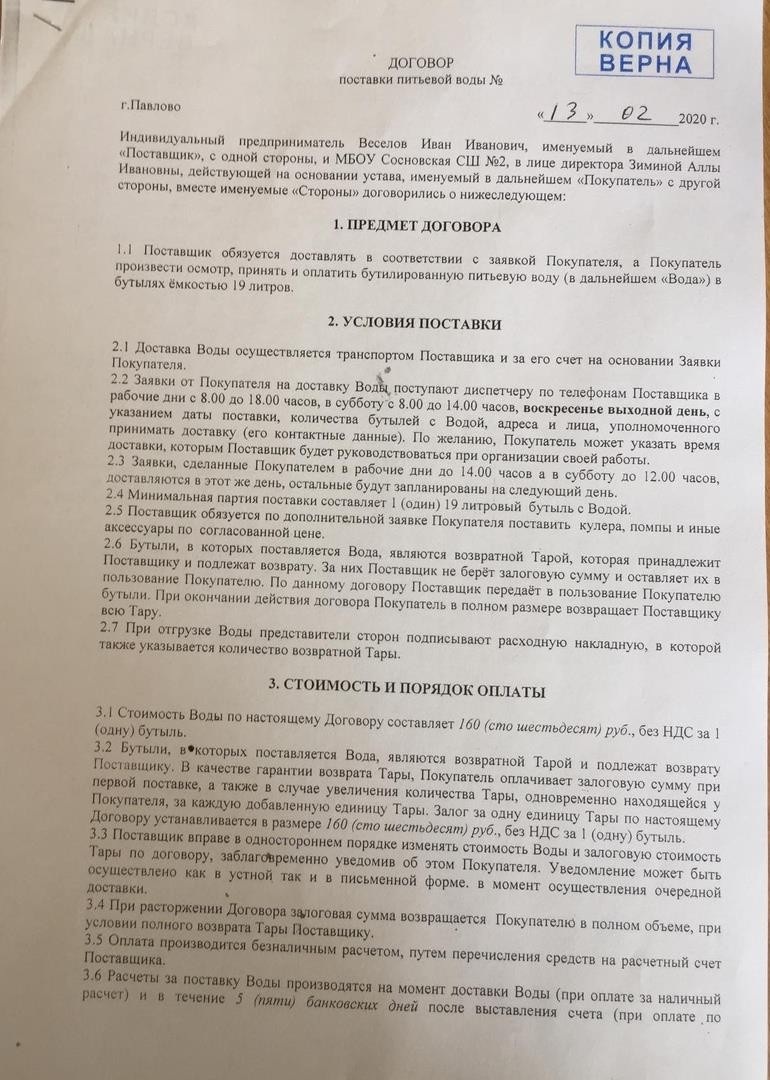 КОПИЯ
ВЕРНА
ДОГОВОР
поставки питьевой воды №
г.Павлово
«13» 02 2020 г.
Индивидуальный предприниматель Веселов Иван Иванович, именуемый в дальнейшем
«Поставщик», с одной стороны, и МБОУ Сосновская СШ №2, в лице директора Зиминой Аллы
Ивановны, действующей на основании устава, именуемый в дальнейшем «Покупатель» с другой
стороны, вместе именуемые «Стороны» договорились о нижеследующем:
1. ПРЕДМЕТ ДОГОВОРА
1.1 Поставщик обязуется доставлять в соответствии с заявкой Покупателя, а Покупатель
произвести осмотр, принять и оплатить бутилированную питьевую воду (в дальнейшем «Вода») в
бутылях ёмкостью 19 литров.
2. УСЛОВИЯ ПОСТАВКИ
2.1 Доставка Воды осуществляется транспортом Поставщика и за его счет на основании Заявки
Покупателя.
2.2 Заявки от Покупателя на доставку Воды поступают диспетчеру по телефонам Поставщика в
рабочие дни с 8.00 до 18.00 часов, в субботу с 8.00 до 14.00 часов, воскресенье выходной день, с
указанием даты поставки, количества бутылей с Водой, адреса и лица, уполномоченного
принимать доставку (его контактные данные). По желанию, Покупатель может указать время
доставки, которым Поставщик будет руководствоваться при организации своей работы.
2.3 Заявки, сделанные Покупателем в рабочие дни до 14.00 часов а в субботу до 12.00 часов,
доставляются в этот же день, остальные будут запланированы на следующий день.
2.4 Минимальная партия поставки составляет 1 (один) 19 литровый бутыль с Водой.
2.5 Поставщик обязуется по дополнительной заявке Покупателя поставить кулера, помпы и иные
аксессуары по согласованной цене.
2.6 Бутыли, в которых поставляется Вода, являются возвратной Тарой, которая принадлежит
Поставщику и подлежат возврату. За них Поставщик не берёт залоговую сумму и оставляет их в
пользование Покупателю. По данному договору Поставщик передаёт в пользование Покупателю
бутыли. При окончании действия договора Покупатель в полном размере возвращает Поставщику
всю Тару.
2.7 При отгрузке Воды представители сторон подписывают расходную накладную, в которой
также указывается количество возвратной Тары.
3. СТОИМОСТЬ И ПОРЯДОК ОПЛАТЫ
3.1 Стоимость Воды по настоящему Договору составляет 160 (сто шестьдесят) руб., без НДС за 1
(одну) бутыль.
3.2 Бутыли, в которых поставляется Вода, являются возвратной Тарой и подлежат возврату
Поставщику. В качестве гарантии возврата Тары, Покупатель оплачивает залоговую сумму при
первой поставке, а также в случае увеличения количества Тары, одновременно находящейся у
Покупателя, за каждую добавленную единицу Тары. Залог за одну единицу Тары по настоящему
Договору устанавливается в размере 160 (сто шестьдесят) руб., без НДС за 1 (одну) бутыль.
3.3 Поставщик вправе в одностороннем порядке изменять стоимость Воды и залоговую стоимость
Тары по договору, заблаговременно уведомив об этом Покупателя. Уведомление может быть
осуществлено как в устной так и в письменной форме. в момент осуществления очередной
доставки.
3.4 При расторжении Договора залоговая сумма возвращается Покупателю в полном объеме, при
условии полного возврата Тары Поставщику.
3.5 Оплата производится безналичным расчетом, путем перечисления средств на расчетный счет
Поставщика.
3.6 Расчеты за поставку Воды производятся на момент доставки Воды (при оплате за наличный
расчет) и в течение 5 (пяти) банковских дней после выставления счета (при оплате по